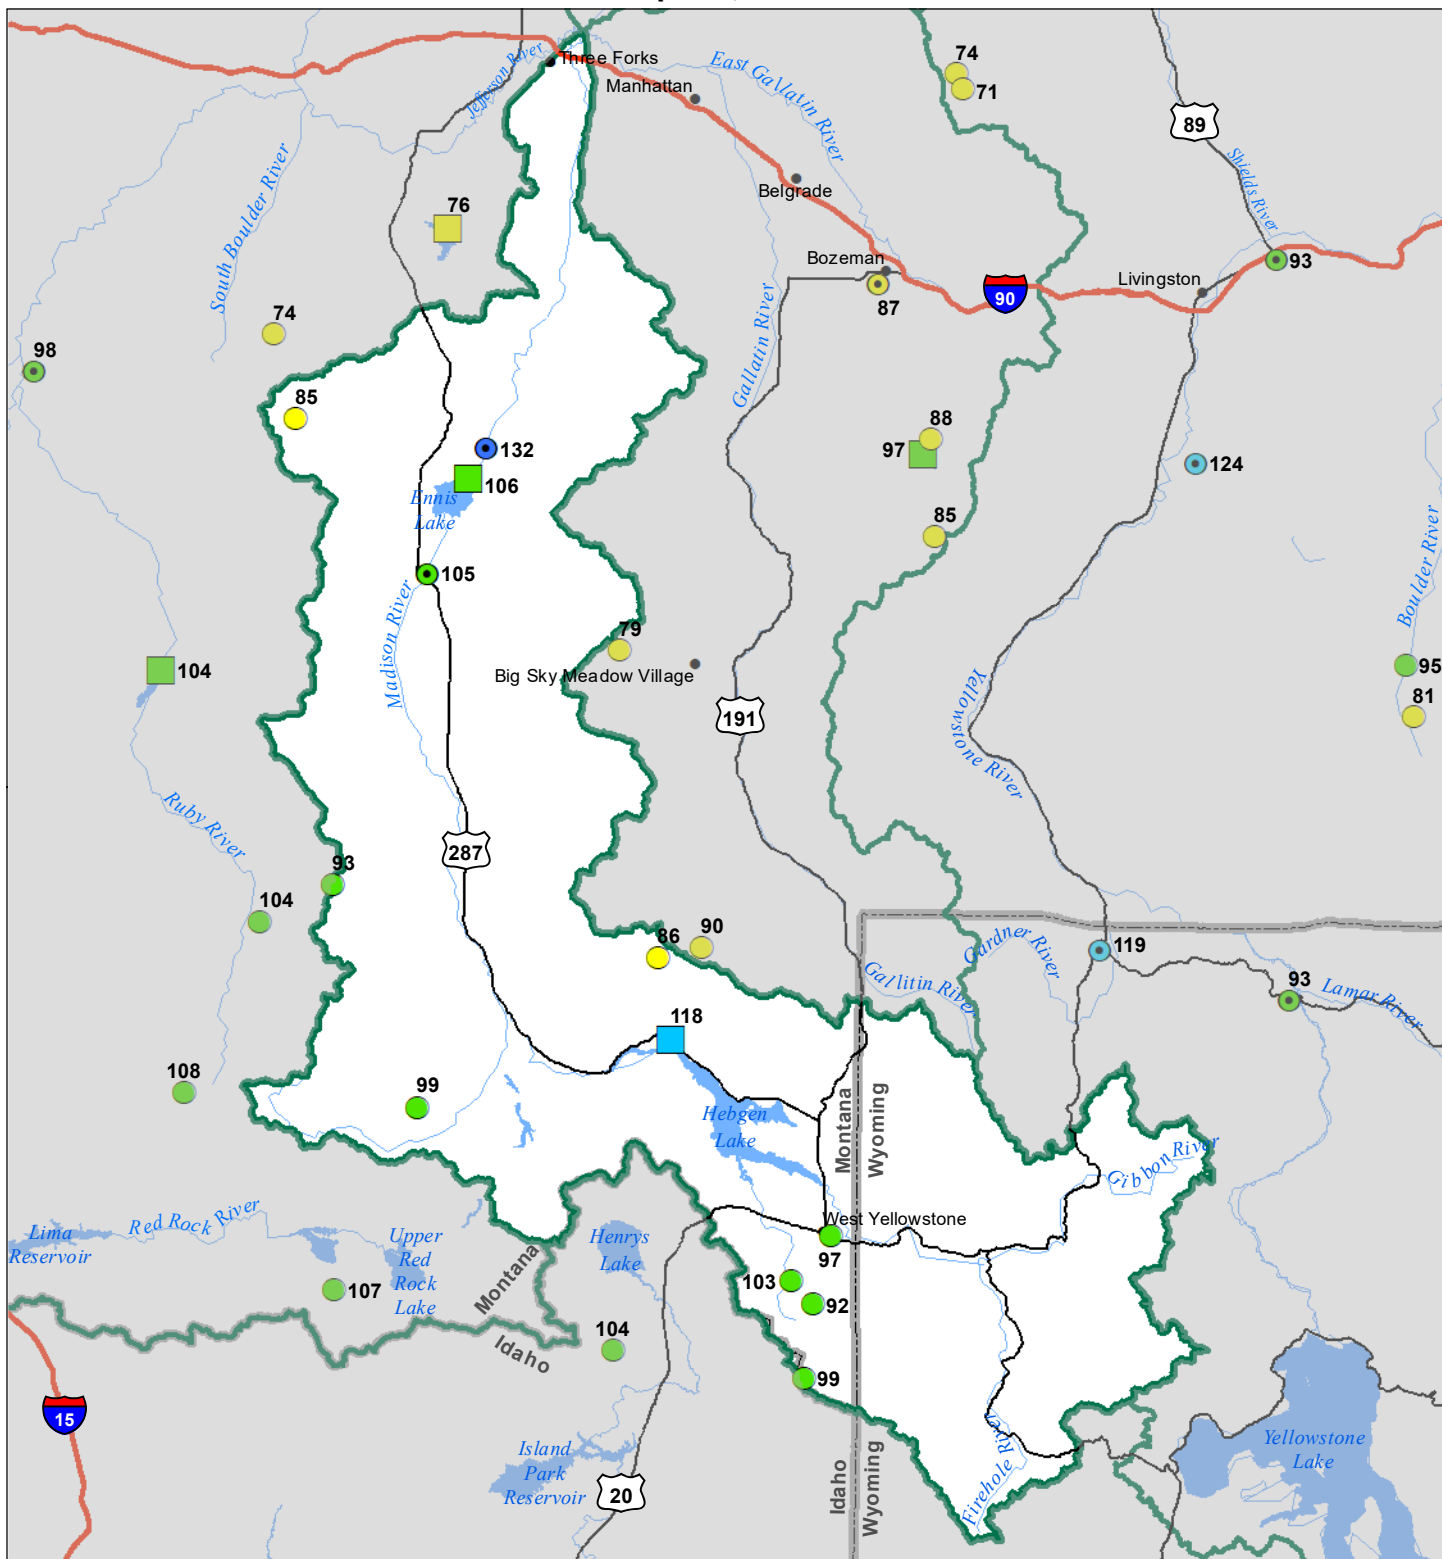 Three Forks
Jefferson River
Manhattan
East Gallatin River
74
71
89
Shields River
Belgrade
South Boulder River
76
Bozeman
87
90
Livingston
93
Gallatin River
74
98
85
132
106
Ennis
Lake
88
97
124
85
Boulder River
105
Madison River
79
Big Sky Meadow Village
104
191
95
81
Yellowstone River
Ruby River
287
93
104
86
90
Gardner River
119
Gallitin River
93
Lamar River
118
108
99
Hebgen
Lake
Montana
Wyoming
Gibbon River
Lima
Reservoir
Red Rock River
Upper
Red
Rock
Lake
Henrys
Lake
West Yellowstone
97
103
92
107
Montana
Idaho
104
99
15
Island
Park
Reservoir
20
Idaho
Wyoming
Firehole River
Yellowstone
Lake